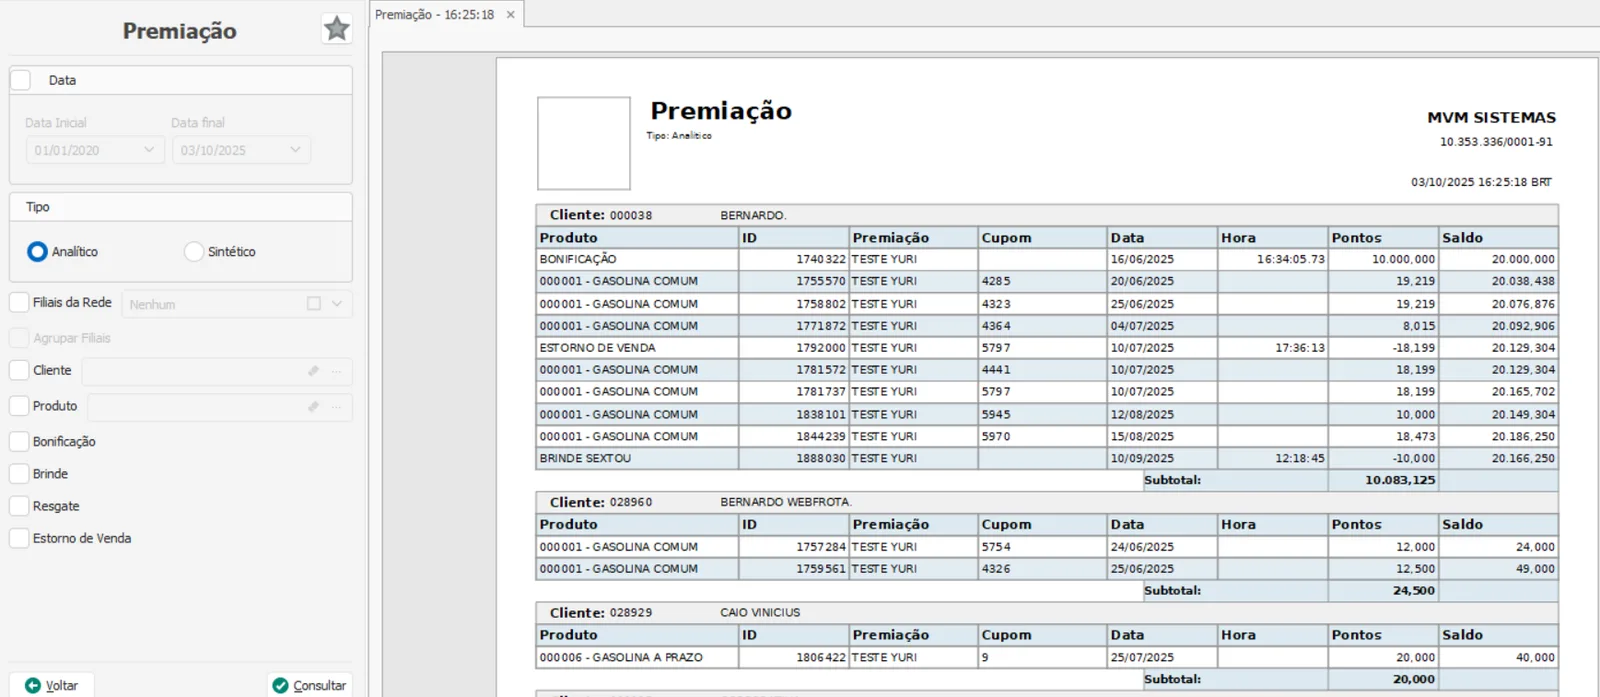 Premiação
Data
Data Inicial Data final
01/01/2020 03/10/2025
Tipo
Analítico Sintético
Filiais da Rede Nenhum
Agrupar Filiais
Cliente ...
Produto ...
Bonificação
Brinde
Resgate
Estorno de Venda
Voltar Consultar
Premiação - 16:25:18 ×
Premiação
Tipo: Analítico
MVM SISTEMAS
10.353.336/0001-91
03/10/2025 16:25:18 BRT
Cliente: 000038 BERNARDO.
Produto ID Premiação Cupom Data Hora Pontos Saldo
BONIFICAÇÃO 1740322 TESTE YURI 16/06/2025 16:34:05.73 10.000,000 20.000,000
000001 - GASOLINA COMUM 1755570 TESTE YURI 4285 20/06/2025 19,219 20.038,438
000001 - GASOLINA COMUM 1758802 TESTE YURI 4323 25/06/2025 19,219 20.076,876
000001 - GASOLINA COMUM 1771872 TESTE YURI 4364 04/07/2025 8,015 20.092,906
ESTORNO DE VENDA 1792000 TESTE YURI 5797 10/07/2025 17:36:13 -18,199 20.129,304
000001 - GASOLINA COMUM 1781572 TESTE YURI 4441 10/07/2025 18,199 20.129,304
000001 - GASOLINA COMUM 1781737 TESTE YURI 5797 10/07/2025 18,199 20.165,702
000001 - GASOLINA COMUM 1838101 TESTE YURI 5945 12/08/2025 10,000 20.149,304
000001 - GASOLINA COMUM 1844239 TESTE YURI 5970 15/08/2025 18,473 20.186,250
BRINDE SEXTOU 1888030 TESTE YURI 10/09/2025 12:18:45 -10,000 20.166,250
Subtotal: 10.083,125
Cliente: 028960 BERNARDO WEBFROTA.
Produto ID Premiação Cupom Data Hora Pontos Saldo
000001 - GASOLINA COMUM 1757284 TESTE YURI 5754 24/06/2025 12,000 24,000
000001 - GASOLINA COMUM 1759561 TESTE YURI 4326 25/06/2025 12,500 49,000
Subtotal: 24,500
Cliente: 028929 CAIO VINICIUS
Produto ID Premiação Cupom Data Hora Pontos Saldo
000006 - GASOLINA A PRAZO 1806422 TESTE YURI 9 25/07/2025 20,000 40,000
Subtotal: 20,000